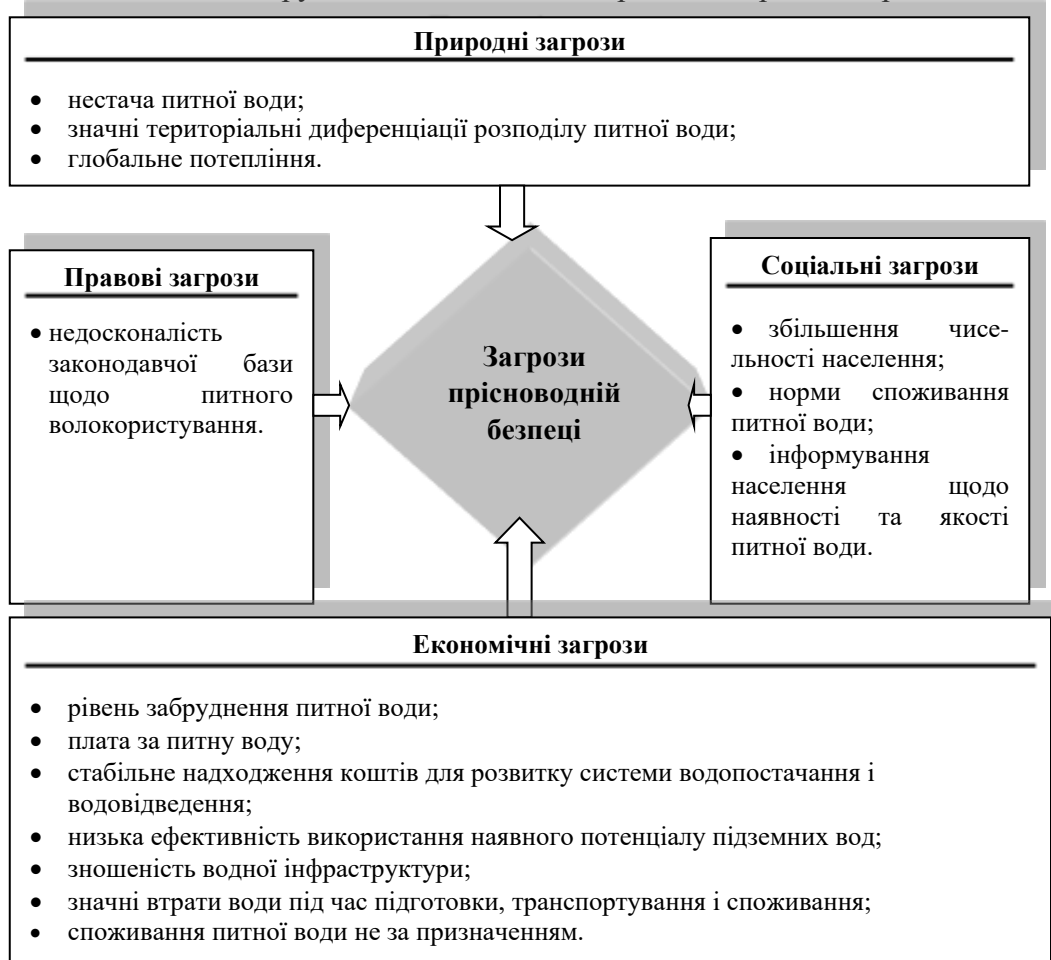 Природні загрози
• нестача питної води;
• значні територіальні диференціації розподілу питної води;
• глобальне потепління.
Правові загрози
• недосконалість
законодавчої бази
щодо питного
волокористування.
Загрози
прісноводній
безпеці
Соціальні загрози
• збільшення чисе-
льності населення;
• норми споживання
питної води;
• інформування
населення щодо
наявності та якості
питної води.
Економічні загрози
• рівень забруднення питної води;
• плата за питну воду;
• стабільне надходження коштів для розвитку системи водопостачання і
водовідведення;
• низька ефективність використання наявного потенціалу підземних вод;
• зношеність водної інфраструктури;
• значні втрати води під час підготовки, транспортування і споживання;
• споживання питної води не за призначенням.